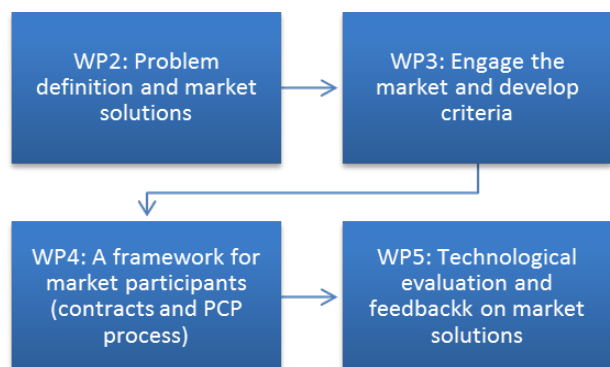 WP2: Problem
definition and market
solutions
WP3: Engage the
market and develop
criteria
WP4: A framework for
market participants
(contracts and PCP
process)
WP5: Technological
evaluation and
feedbackk on market
solutions